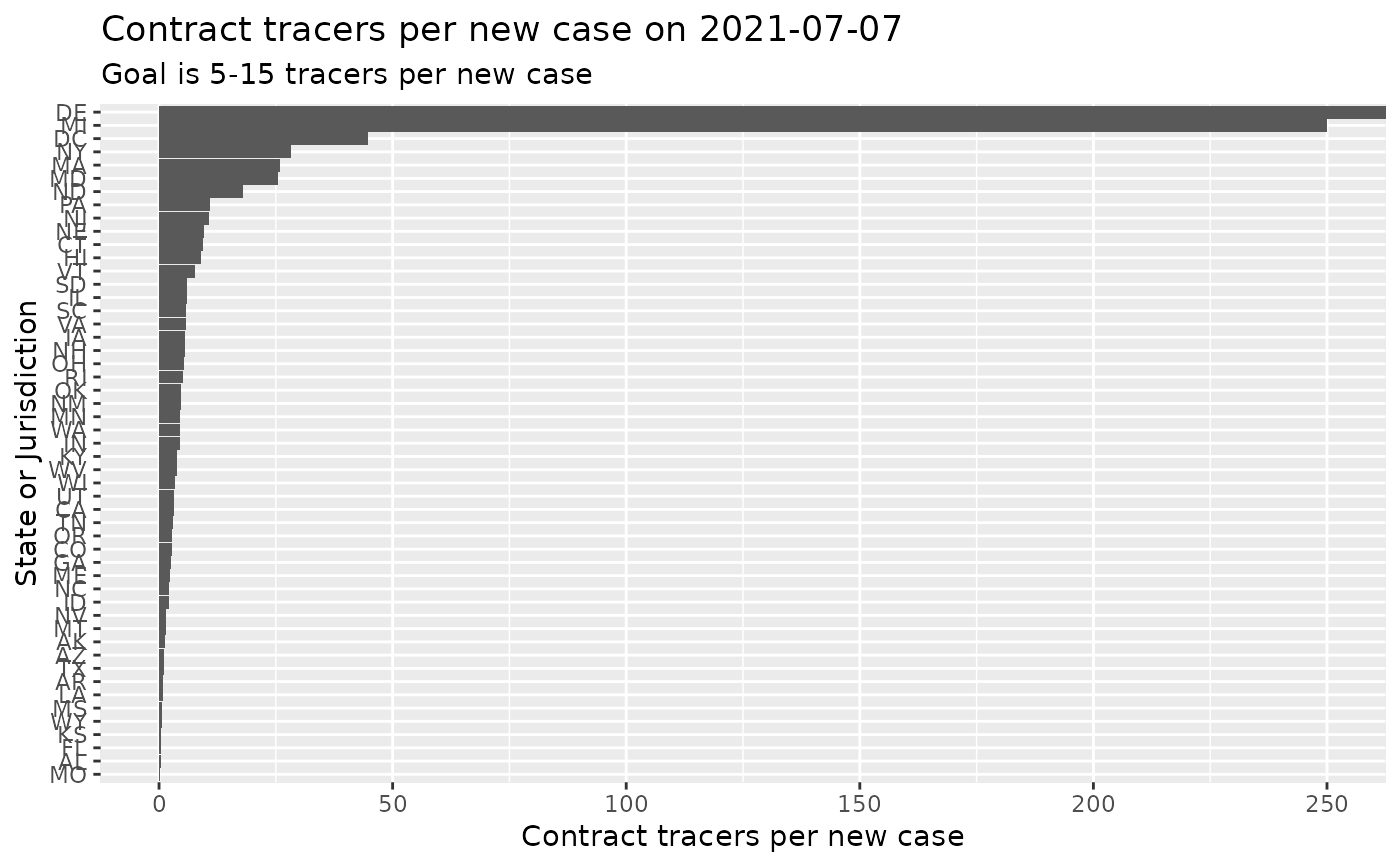 Contract tracers per new case on 2021-07-07
Goal is 5-15 tracers per new case
State or Jurisdiction
DE
MI
DC
NY
MA
MD
ND
PA
NJ
NE
CT
HI
VT
SD
IL
SC
VA
IA
NH
OH
RI
OK
NM
MN
WA
IN
KY
WV
WI
UT
CA
TN
OR
CO
GA
ME
NC
ID
NV
MT
AK
AZ
TX
AR
LA
MS
WY
KS
FL
AL
MO
0 50 100 150 200 250
Contract tracers per new case